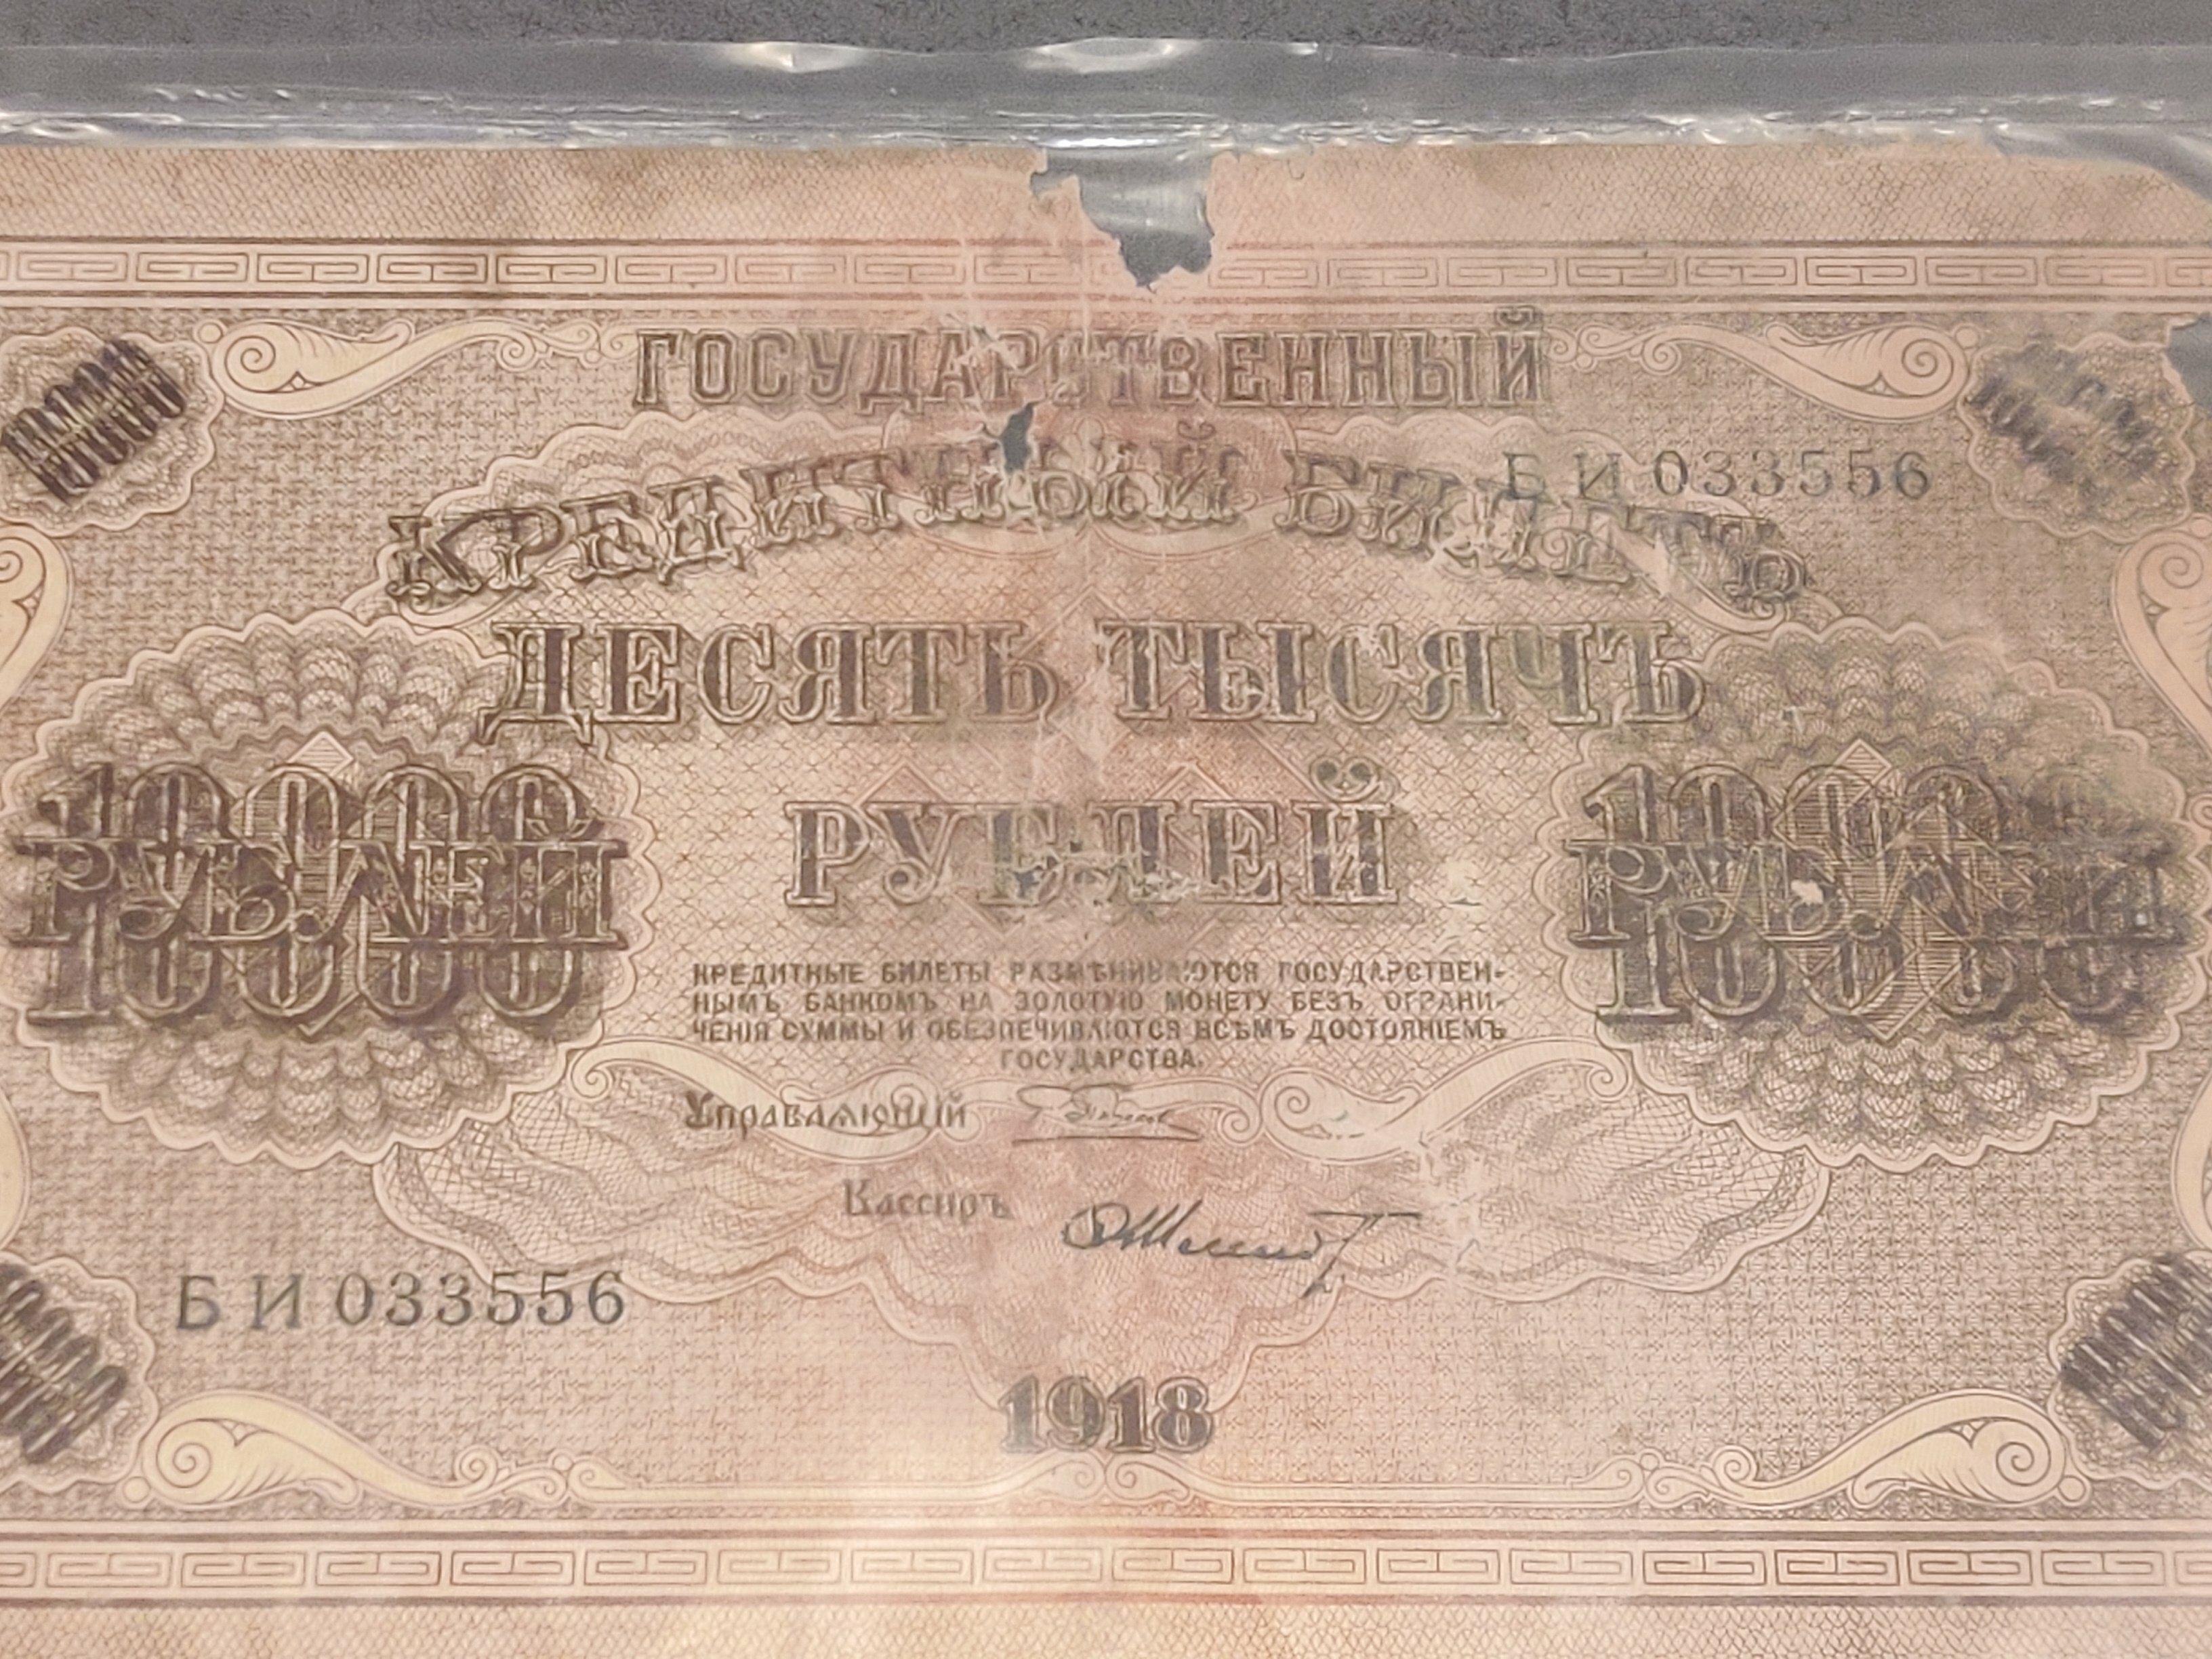 ГОСУДАРСТВЕННЫЙ
КРЕДИТНЫЙ БИЛЕТЪ
БИ 033556
ДЕСЯТЬ ТЫСЯЧЪ
РУБЛЕЙ
10000
РУБЛЕЙ
10000
10000
РУБЛЕЙ
10000
КРЕДИТНЫЕ БИЛЕТЫ РАЗМѢНИВАЮТСЯ ГОСУДАРСТВЕН-
НЫМЪ БАНКОМЪ НА ЗОЛОТУЮ МОНЕТУ БЕЗЪ ОГРАНИ-
ЧЕНІЯ СУММЫ И ОБЕЗПЕЧИВАЮТСЯ ВСѢМЪ ДОСТОЯНІЕМЪ
ГОСУДАРСТВА.
Управляющій
Кассиръ
БИ 033556
1918